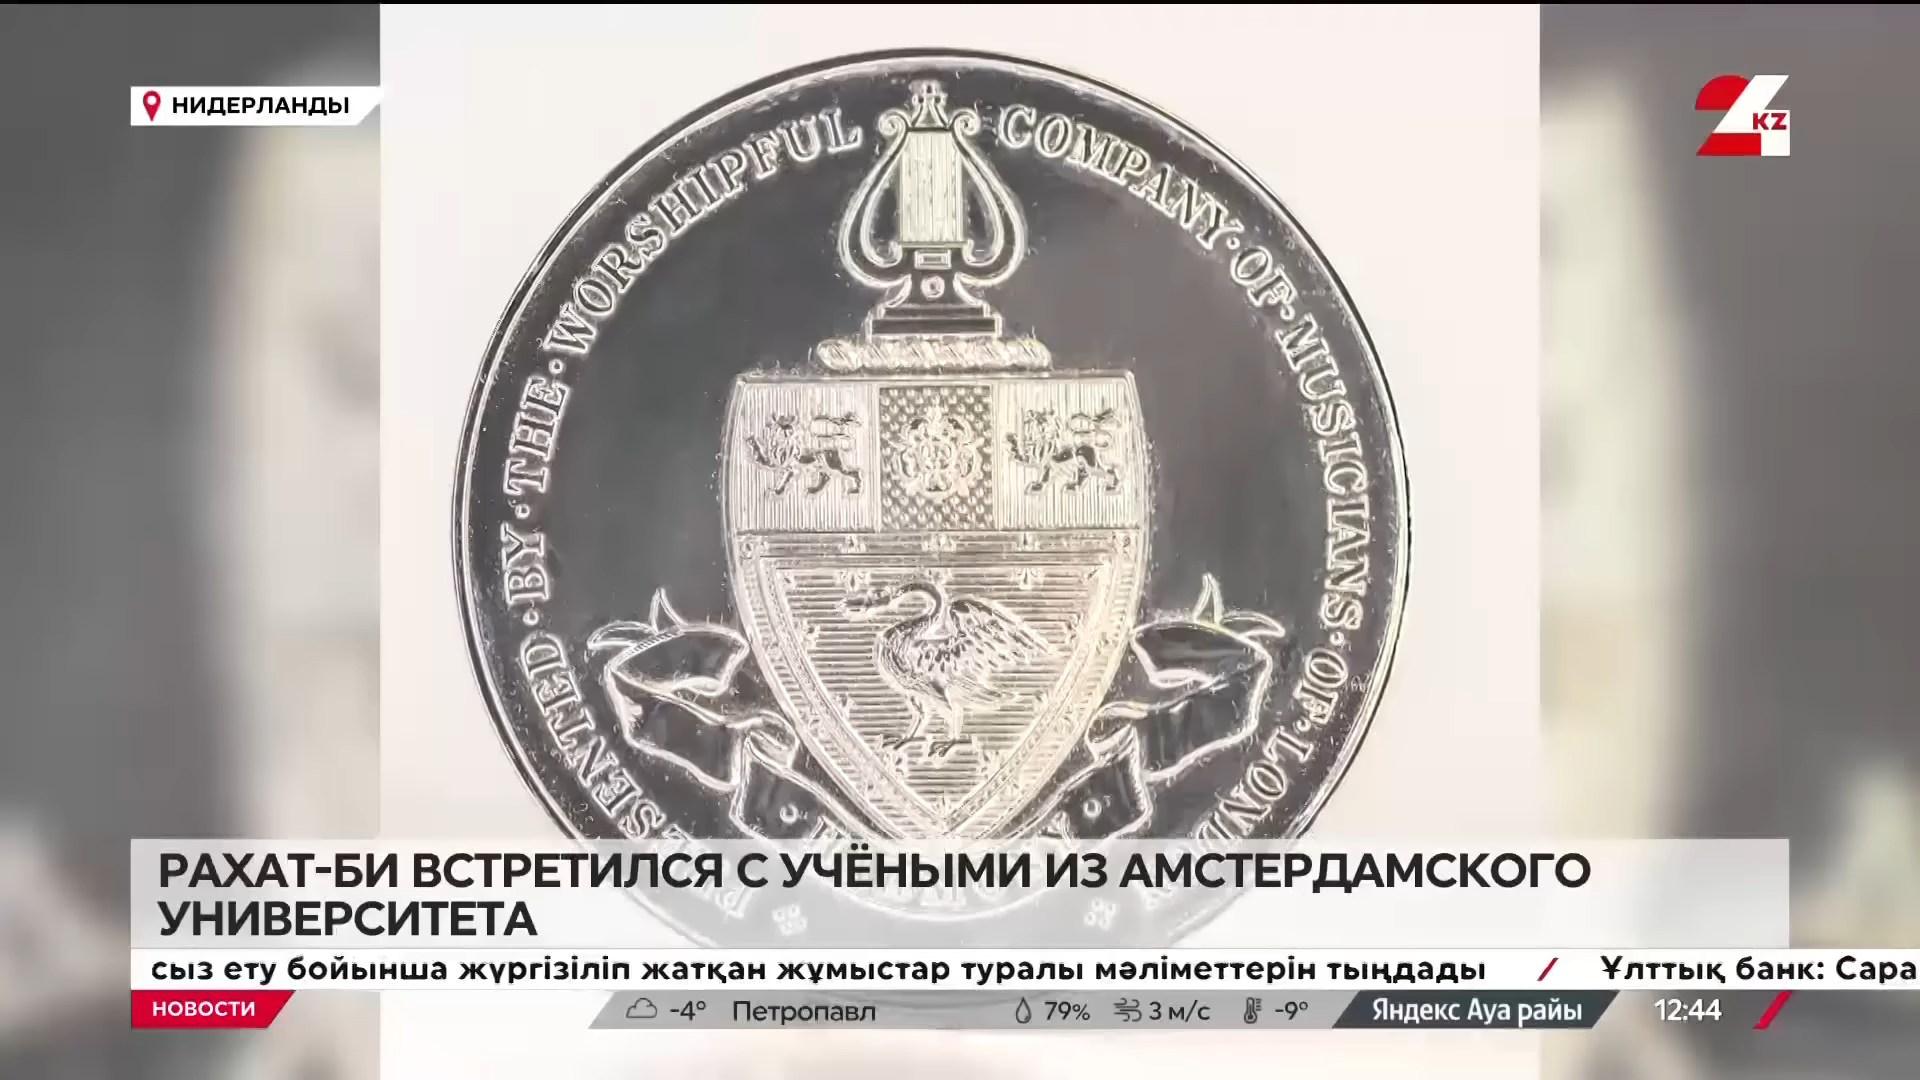 НИДЕРЛАНДЫ
24 KZ
PRESENTED · BY · THE · WORSHIPFUL COMPANY · OF · MUSICIANS · OF · LONDON
РАХАТ-БИ ВСТРЕТИЛСЯ С УЧЁНЫМИ ИЗ АМСТЕРДАМСКОГО
УНИВЕРСИТЕТА
сыз ету бойынша жүргізіліп жатқан жұмыстар туралы мәліметтерін тыңдады / Ұлттық банк: Сара
НОВОСТИ -4° Петропавл 79% 3 м/с -9° Яндекс Ауа райы 12:44